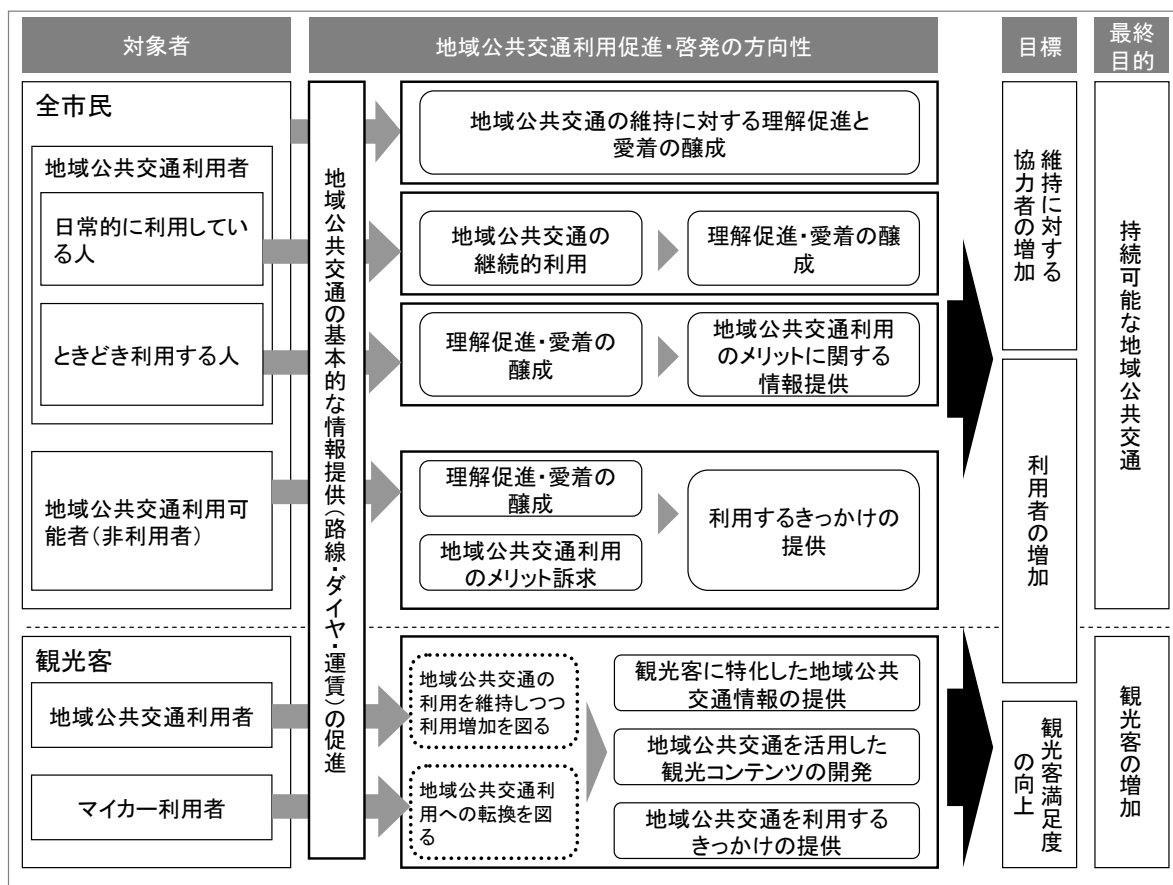 対象者
地域公共交通利用促進・啓発の方向性
目標
最終
目的
全市民
地域公共交通利用者
日常的に利用してい
る人
ときどき利用する人
地域公共交通利用可
能者（非利用者）
地域公共交通の基本的な情報提供（路線・ダイヤ・運賃）の促進
地域公共交通の維持に対する理解促進と
愛着の醸成
地域公共交通の
継続的利用
理解促進・愛着の醸
成
理解促進・愛着の
醸成
地域公共交通利用
のメリットに関する
情報提供
理解促進・愛着の
醸成
地域公共交通利用
のメリット訴求
利用するきっかけの
提供
維持に対する
協力者の増加
利用者の増加
持続可能な地域公共交通
観光客
地域公共交通利用者
マイカー利用者
地域公共交通の
利用を維持しつつ
利用増加を図る
地域公共交通利
用への転換を図
る
観光客に特化した地域公共
交通情報の提供
地域公共交通を活用した
観光コンテンツの開発
地域公共交通を利用する
きっかけの提供
観光客満足度
の向上
観光客の増加